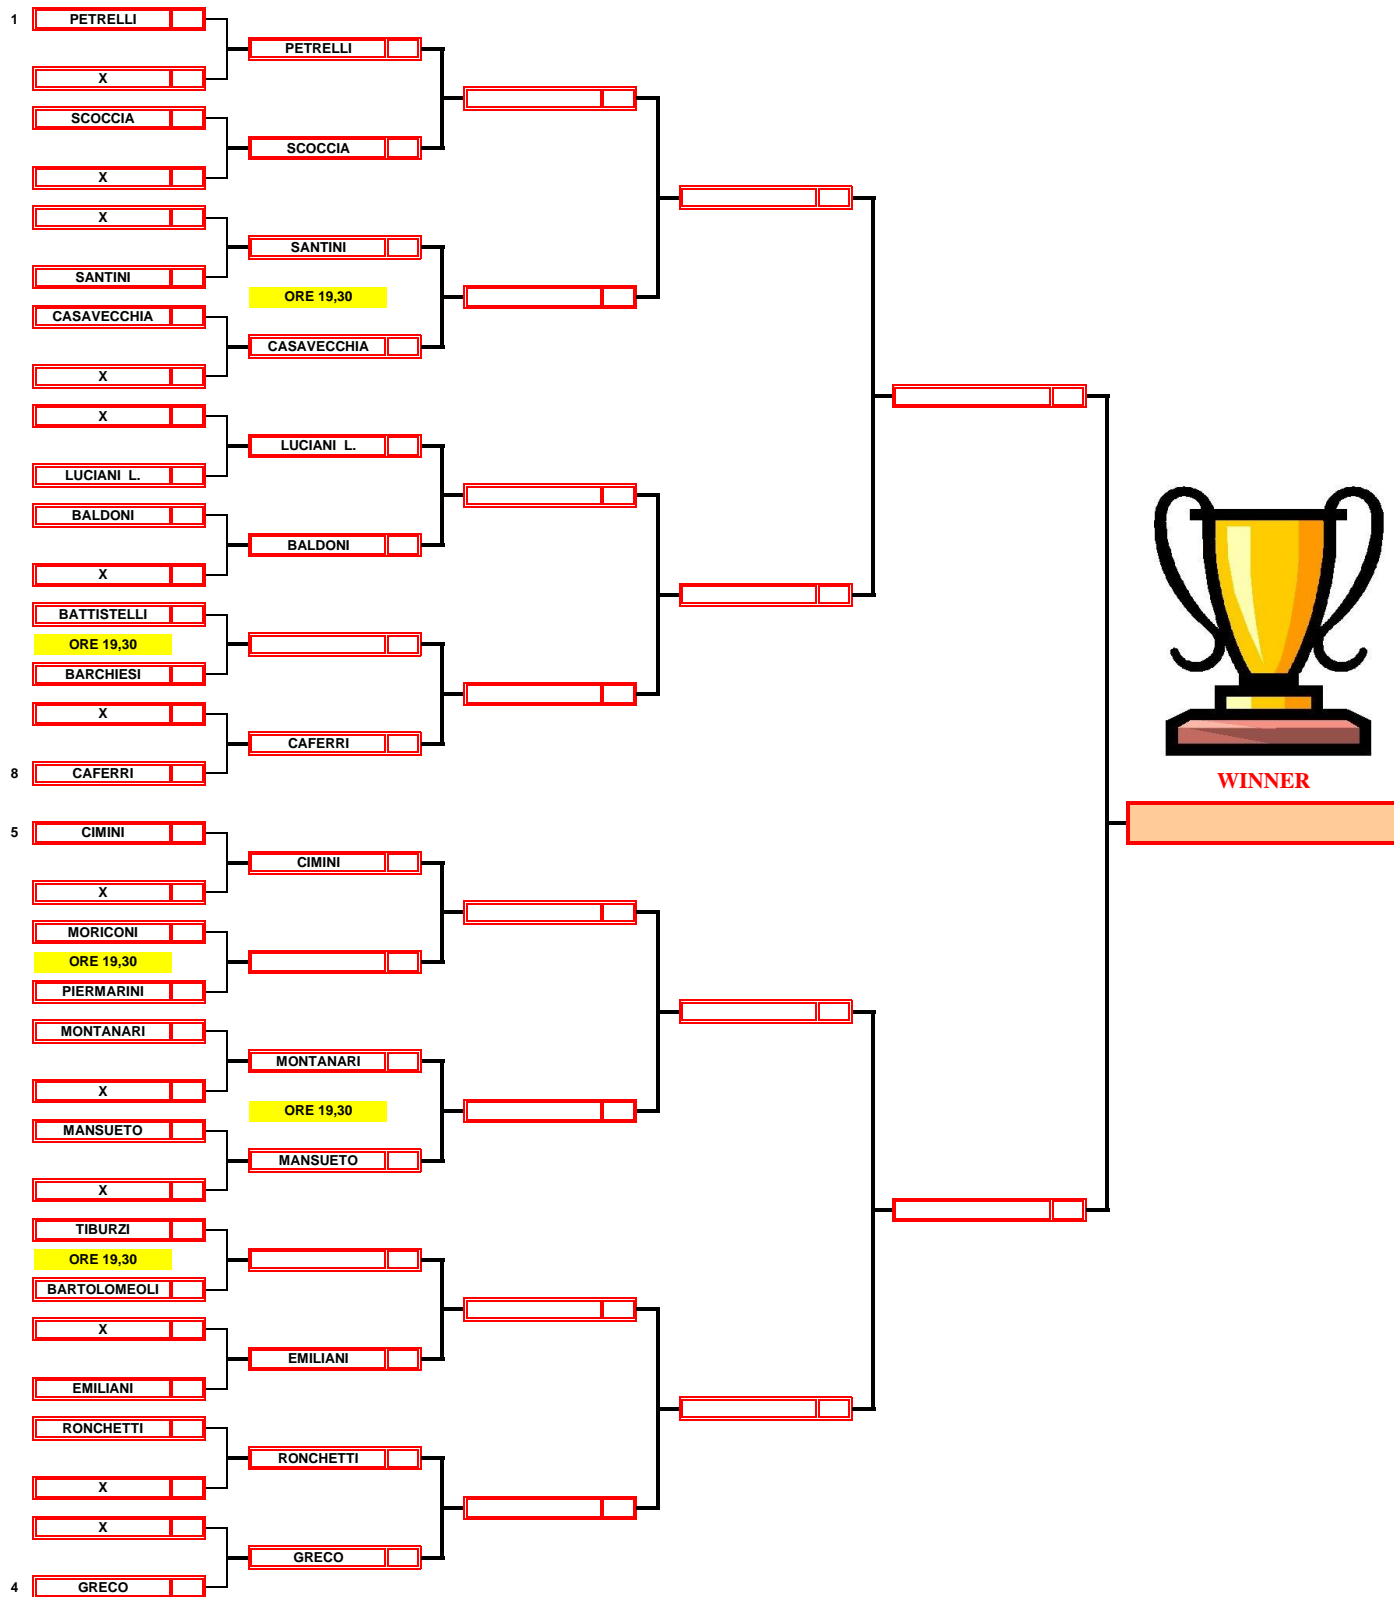 1 PETRELLI
PETRELLI
X
SCOCCIA
SCOCCIA
X
X
SANTINI
SANTINI
ORE 19,30
CASAVECCHIA
CASAVECCHIA
X
X
LUCIANI L.
LUCIANI L.
BALDONI
BALDONI
X
BATTISTELLI
ORE 19,30
BARCHIESI
X
CAFERRI
8 CAFERRI
WINNER
5 CIMINI
CIMINI
X
MORICONI
ORE 19,30
PIERMARINI
MONTANARI
MONTANARI
X
ORE 19,30
MANSUETO
MANSUETO
X
TIBURZI
ORE 19,30
BARTOLOMEOLI
X
EMILIANI
EMILIANI
RONCHETTI
RONCHETTI
X
X
GRECO
4 GRECO